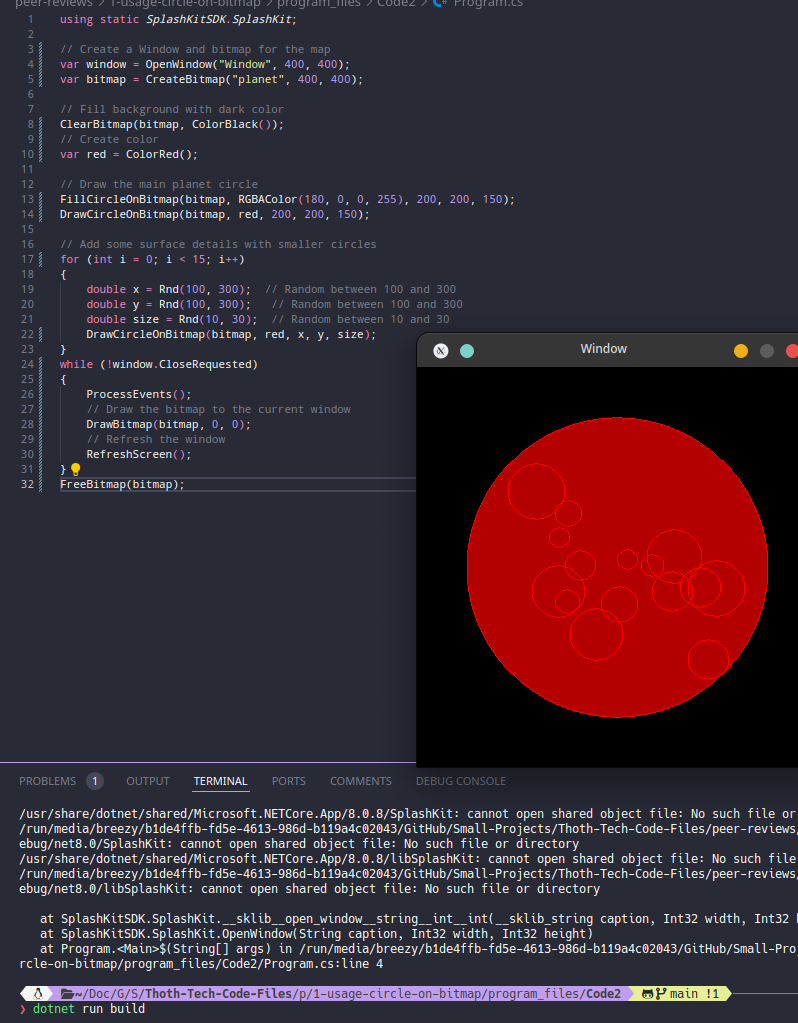 peer-reviews > 1-usage-circle-on-bitmap > program_files > Code2 > Program.cs
1 using static SplashKitSDK.SplashKit;
2
3 // Create a Window and bitmap for the map
4 var window = OpenWindow("Window", 400, 400);
5 var bitmap = CreateBitmap("planet", 400, 400);
6
7 // Fill background with dark color
8 ClearBitmap(bitmap, ColorBlack());
9 // Create color
10 var red = ColorRed();
11
12 // Draw the main planet circle
13 FillCircleOnBitmap(bitmap, RGBAColor(180, 0, 0, 255), 200, 200, 150);
14 DrawCircleOnBitmap(bitmap, red, 200, 200, 150);
15
16 // Add some surface details with smaller circles
17 for (int i = 0; i < 15; i++)
18 {
19 double x = Rnd(100, 300); // Random between 100 and 300
20 double y = Rnd(100, 300); // Random between 100 and 300
21 double size = Rnd(10, 30); // Random between 10 and 30
22 DrawCircleOnBitmap(bitmap, red, x, y, size);
23 }
24 while (!window.CloseRequested)
25 {
26 ProcessEvents();
27 // Draw the bitmap to the current window
28 DrawBitmap(bitmap, 0, 0);
29 // Refresh the window
30 RefreshScreen();
31 }
32 FreeBitmap(bitmap);
Window
PROBLEMS 1 OUTPUT TERMINAL PORTS COMMENTS DEBUG CONSOLE
/usr/share/dotnet/shared/Microsoft.NETCore.App/8.0.8/SplashKit: cannot open shared object file: No such file or
/run/media/breezy/b1de4ffb-fd5e-4613-986d-b119a4c02043/GitHub/Small-Projects/Thoth-Tech-Code-Files/peer-reviews/
ebug/net8.0/SplashKit: cannot open shared object file: No such file or directory
/usr/share/dotnet/shared/Microsoft.NETCore.App/8.0.8/libSplashKit: cannot open shared object file: No such file
/run/media/breezy/b1de4ffb-fd5e-4613-986d-b119a4c02043/GitHub/Small-Projects/Thoth-Tech-Code-Files/peer-reviews/
ebug/net8.0/libSplashKit: cannot open shared object file: No such file or directory
at SplashKitSDK.SplashKit.__sklib__open_window__string__int__int(__sklib_string caption, Int32 width, Int32
at SplashKitSDK.SplashKit.OpenWindow(String caption, Int32 width, Int32 height)
at Program.<Main>$(String[] args) in /run/media/breezy/b1de4ffb-fd5e-4613-986d-b119a4c02043/GitHub/Small-Pro
rcle-on-bitmap/program_files/Code2/Program.cs:line 4
~/Doc/G/S/Thoth-Tech-Code-Files/p/1-usage-circle-on-bitmap/program_files/Code2 main !1
❯ dotnet run build